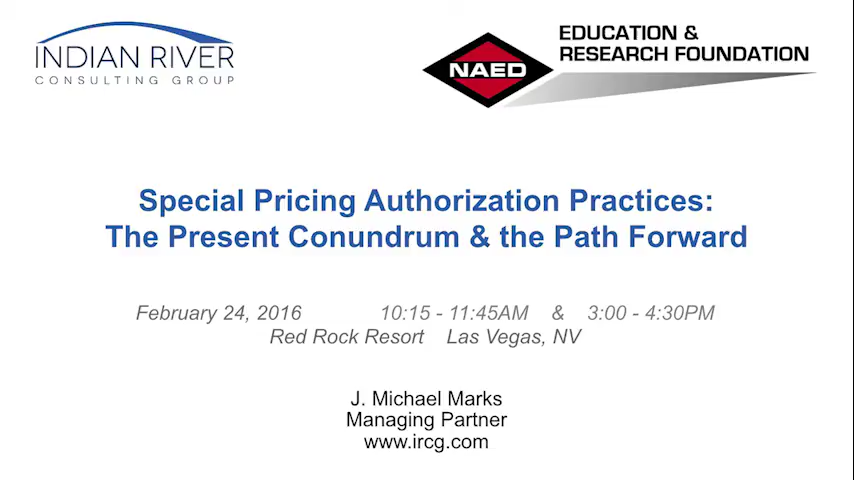 INDIAN RIVER
CONSULTING GROUP
NAED
EDUCATION &
RESEARCH FOUNDATION
Special Pricing Authorization Practices:
The Present Conundrum & the Path Forward
February 24, 2016 10:15 - 11:45AM & 3:00 - 4:30PM
Red Rock Resort Las Vegas, NV
J. Michael Marks
Managing Partner
www.ircg.com